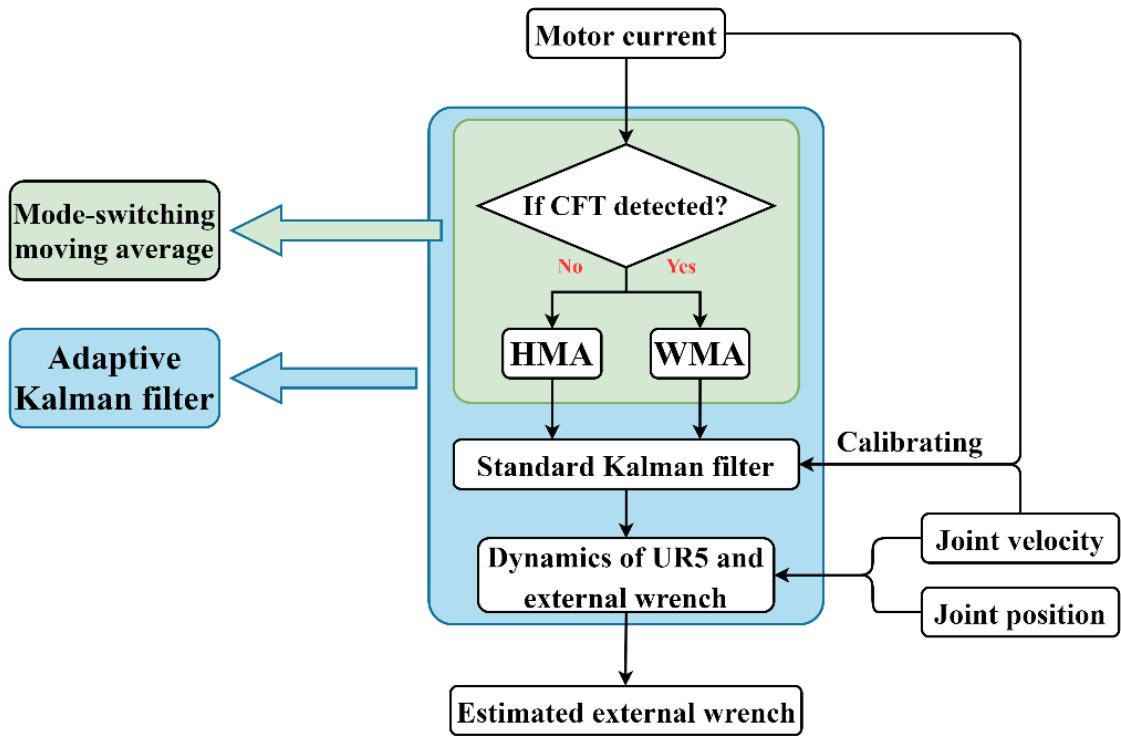 Motor current
If CFT detected?
No
Yes
Mode-switching
moving average
HMA
WMA
Adaptive
Kalman filter
Calibrating
Standard Kalman filter
Joint velocity
Dynamics of UR5 and
external wrench
Joint position
Estimated external wrench